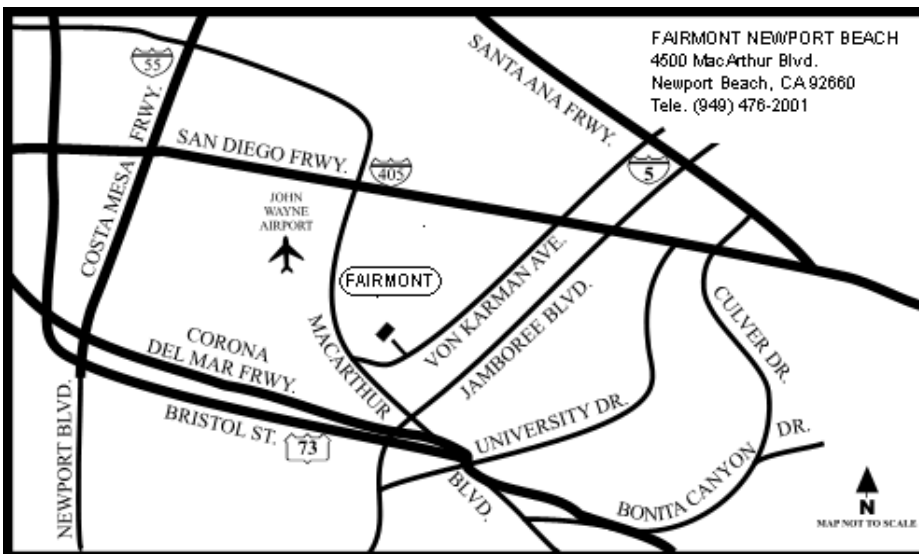 FAIRMONT NEWPORT BEACH
4500 MacArthur Blvd.
Newport Beach, CA 92660
Tele. (949) 476-2001
SANTA ANA FRWY.
55
COSTA MESA FRWY.
SAN DIEGO FRWY.
405
5
JOHN
WAYNE
AIRPORT
FAIRMONT
MACARTHUR
BLVD.
VON KARMAN AVE.
JAMBOREE BLVD.
CULVER DR.
CORONA
DEL MAR FRWY.
BRISTOL ST.
73
NEWPORT BLVD.
UNIVERSITY DR.
BONITA CANYON DR.
N
MAP NOT TO SCALE